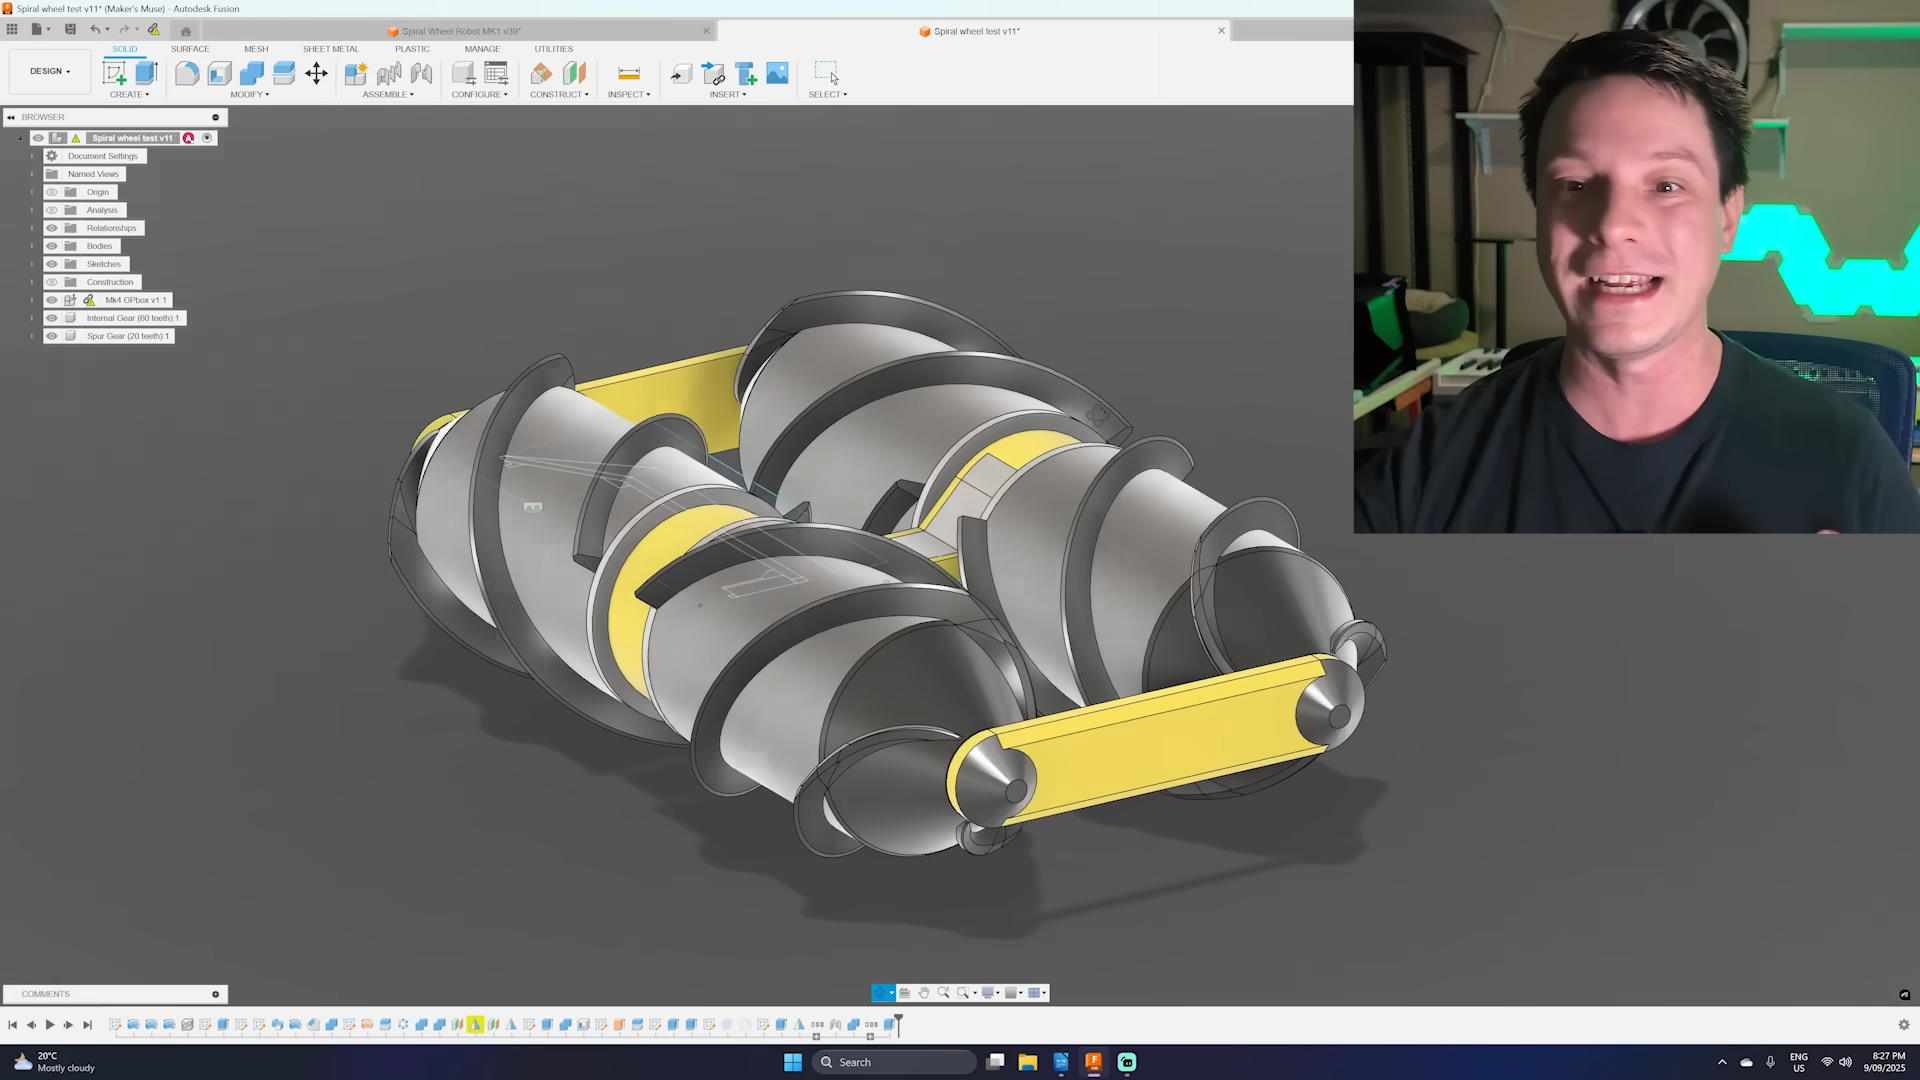 Spiral wheel test v11* (Maker's Muse) - Autodesk Fusion
Spiral Wheel Robot MK1 v39*
Spiral wheel test v11*
DESIGN
SOLID
SURFACE
MESH
SHEET METAL
PLASTIC
MANAGE
UTILITIES
CREATE
MODIFY
ASSEMBLE
CONFIGURE
CONSTRUCT
INSPECT
INSERT
SELECT
BROWSER
Spiral wheel test v11
Document Settings
Named Views
Origin
Analysis
Relationships
Bodies
Sketches
Construction
Mk4 OPbox v1:1
Internal Gear (60 teeth):1
Spur Gear (20 teeth):1
COMMENTS
20°C
Mostly cloudy
Search
ENG
US
8:27 PM
9/09/2025